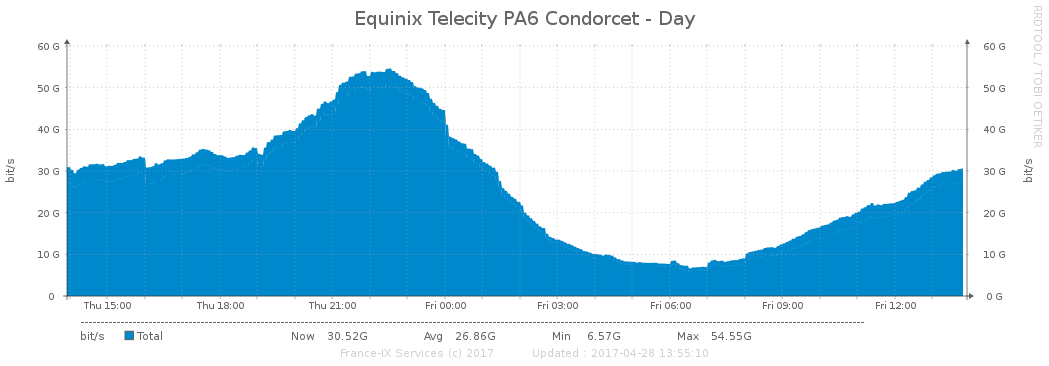 Equinix Telecity PA6 Condorcet - Day
RRDTOOL / TOBI OETIKER
60 G 60 G
50 G 50 G
40 G 40 G
30 G 30 G
20 G 20 G
10 G 10 G
0 0 G
bit/s
bit/s
Thu 15:00 Thu 18:00 Thu 21:00 Fri 00:00 Fri 03:00 Fri 06:00 Fri 09:00 Fri 12:00
bit/s Total Now 30.52G Avg 26.86G Min 6.57G Max 54.55G
France-IX Services (c) 2017 Updated : 2017-04-28 13:55:10